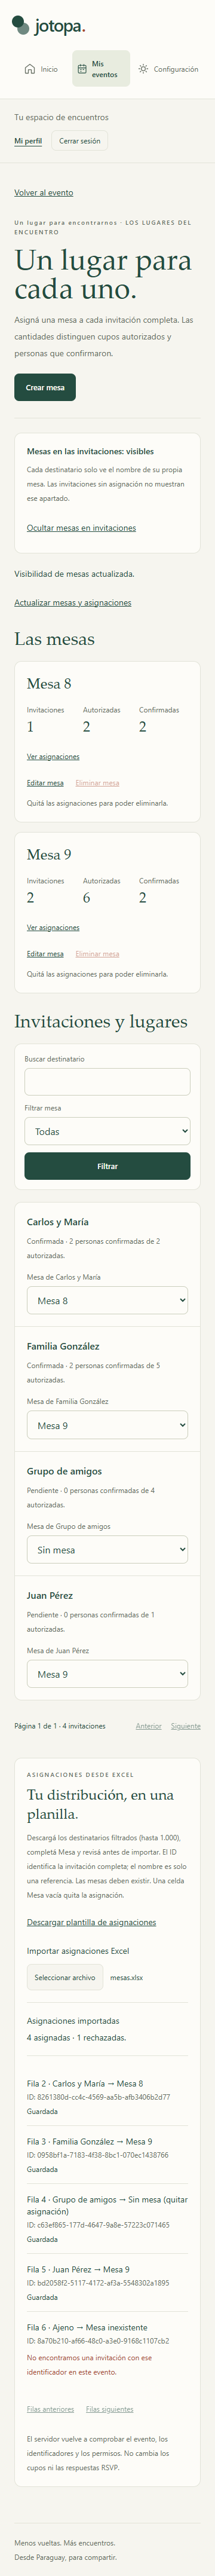 jotopa.
Inicio
Mis
eventos
Configuración
Tu espacio de encuentros
Mi perfil
Cerrar sesión
Volver al evento
Un lugar para encontrarnos · LOS LUGARES DEL
ENCUENTRO
Un lugar para
cada uno.
Asigná una mesa a cada invitación completa. Las
cantidades distinguen cupos autorizados y
personas que confirmaron.
Crear mesa
Mesas en las invitaciones: visibles
Cada destinatario solo ve el nombre de su propia
mesa. Las invitaciones sin asignación no muestran
ese apartado.
Ocultar mesas en invitaciones
Visibilidad de mesas actualizada.
Actualizar mesas y asignaciones
Las mesas
Mesa 8
Invitaciones Autorizadas Confirmadas
1 2 2
Ver asignaciones
Editar mesa Eliminar mesa
Quitá las asignaciones para poder eliminarla.
Mesa 9
Invitaciones Autorizadas Confirmadas
2 6 2
Ver asignaciones
Editar mesa Eliminar mesa
Quitá las asignaciones para poder eliminarla.
Invitaciones y lugares
Buscar destinatario
Filtrar mesa
Todas
Filtrar
Carlos y María
Confirmada · 2 personas confirmadas de 2
autorizadas.
Mesa de Carlos y María
Mesa 8
Familia González
Confirmada · 2 personas confirmadas de 5
autorizadas.
Mesa de Familia González
Mesa 9
Grupo de amigos
Pendiente · 0 personas confirmadas de 4
autorizadas.
Mesa de Grupo de amigos
Sin mesa
Juan Pérez
Pendiente · 0 personas confirmadas de 1
autorizadas.
Mesa de Juan Pérez
Mesa 9
Página 1 de 1 · 4 invitaciones Anterior Siguiente
ASIGNACIONES DESDE EXCEL
Tu distribución, en una
planilla.
Descargá los destinatarios filtrados (hasta 1.000),
completá Mesa y revisá antes de importar. El ID
identifica la invitación completa; el nombre es solo
una referencia. Las mesas deben existir. Una celda
Mesa vacía quita la asignación.
Descargar plantilla de asignaciones
Importar asignaciones Excel
Seleccionar archivo mesas.xlsx
Asignaciones importadas
4 asignadas · 1 rechazadas.
Fila 2 · Carlos y María → Mesa 8
ID: 8261380d-cc4c-4569-aa5b-afb3406b2d77
Guardada
Fila 3 · Familia González → Mesa 9
ID: 0958bf1a-7183-4f38-8bc1-070ec1438766
Guardada
Fila 4 · Grupo de amigos → Sin mesa (quitar
asignación)
ID: c63ef865-177d-4647-9a8e-57223c071465
Guardada
Fila 5 · Juan Pérez → Mesa 9
ID: bd2058f2-5117-4172-af3a-5548302a1895
Guardada
Fila 6 · Ajeno → Mesa inexistente
ID: 8a70b210-af66-48c0-a3e0-9168c1107cb2
No encontramos una invitación con ese
identificador en este evento.
Filas anteriores Filas siguientes
El servidor vuelve a comprobar el evento, los
identificadores y los permisos. No cambia los
cupos ni las respuestas RSVP.
Menos vueltas. Más encuentros.
Desde Paraguay, para compartir.